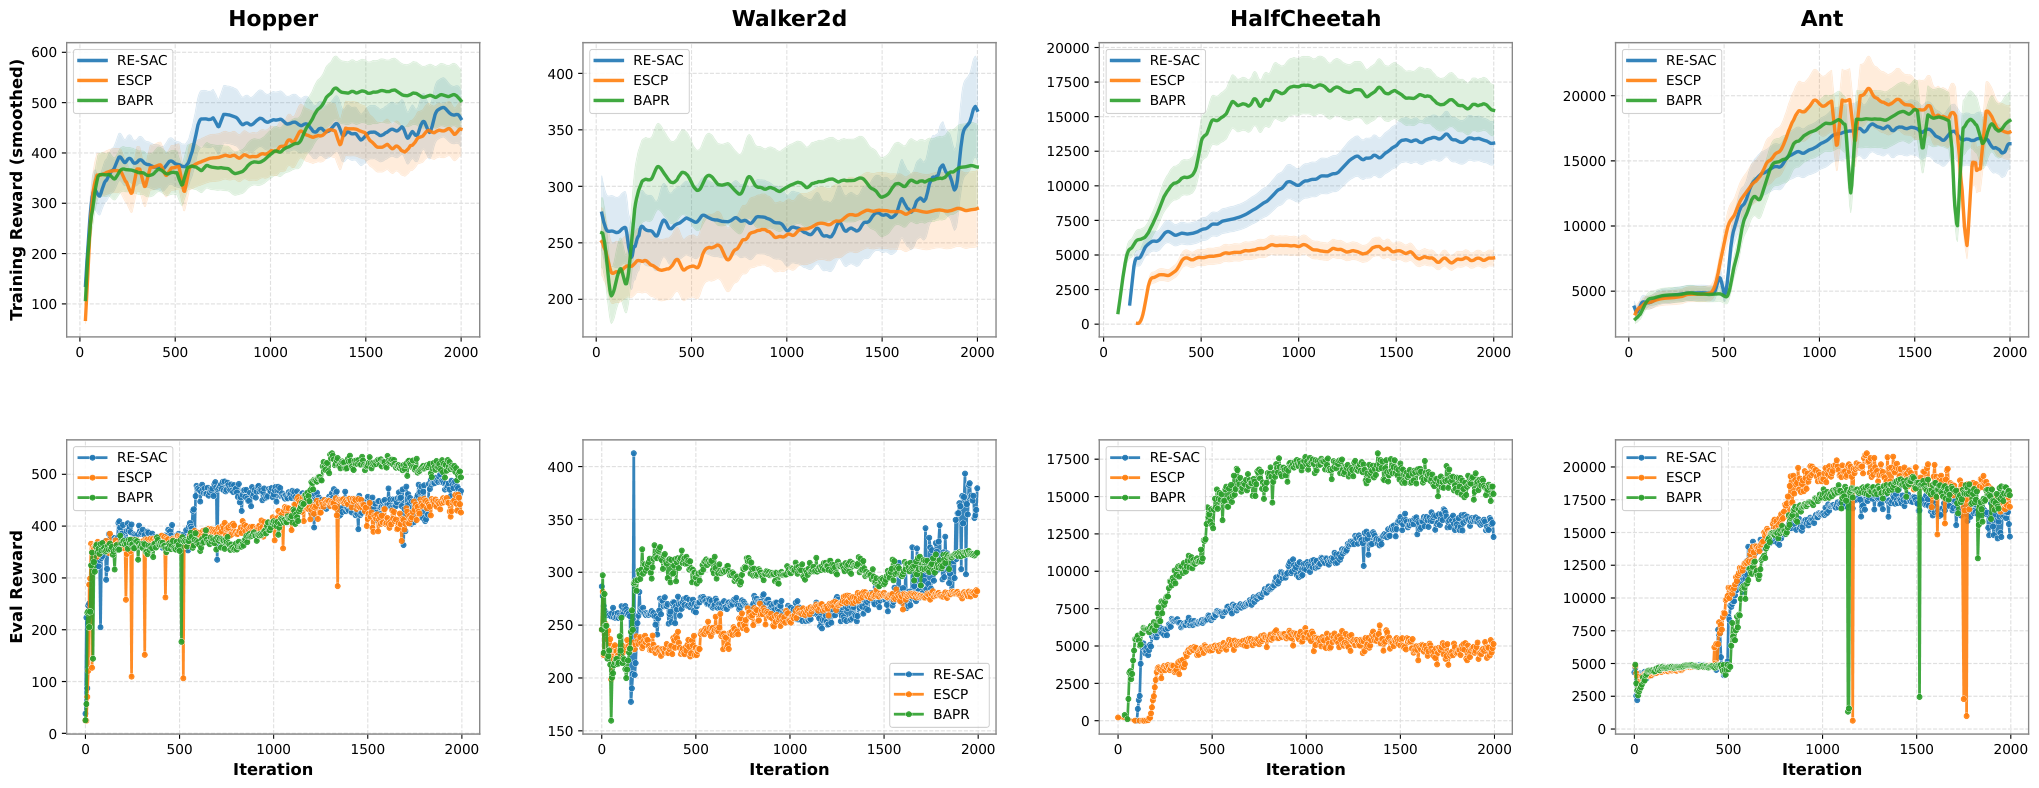 Hopper
Walker2d
HalfCheetah
Ant
Training Reward (smoothed)
RE-SAC
ESCP
BAPR
600
500
400
300
200
100
0
500
1000
1500
2000
RE-SAC
ESCP
BAPR
400
350
300
250
200
0
500
1000
1500
2000
RE-SAC
ESCP
BAPR
20000
17500
15000
12500
10000
7500
5000
2500
0
0
500
1000
1500
2000
RE-SAC
ESCP
BAPR
20000
15000
10000
5000
0
500
1000
1500
2000
Eval Reward
RE-SAC
ESCP
BAPR
500
400
300
200
100
0
0
500
1000
1500
2000
Iteration
400
350
300
250
200
150
RE-SAC
ESCP
BAPR
0
500
1000
1500
2000
Iteration
RE-SAC
ESCP
BAPR
17500
15000
12500
10000
7500
5000
2500
0
0
500
1000
1500
2000
Iteration
RE-SAC
ESCP
BAPR
20000
17500
15000
12500
10000
7500
5000
2500
0
0
500
1000
1500
2000
Iteration